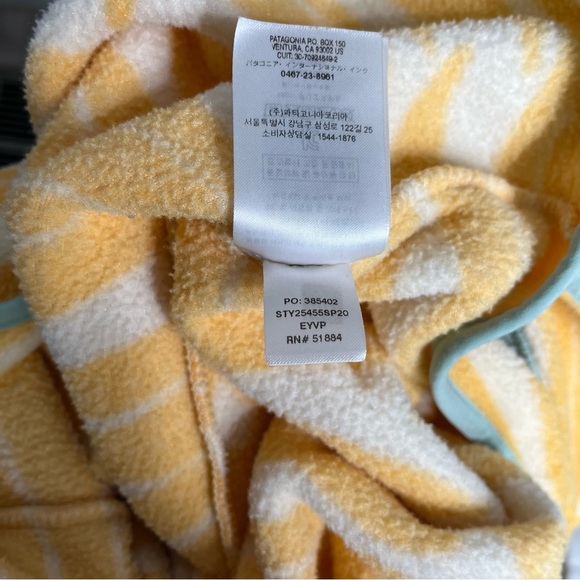 PATAGONIA P.O. BOX 150
VENTURA, CA 93002 US
CUIT: 30-70924849-2
パタゴニア・インターナショナル・インク
0467-23-8961
(주)파타고니아코리아
서울특별시 강남구 삼성로 122길 25
소비자상담실 : 1544-1876
PO: 385402
STY25455SP20
EYVP
RN# 51884